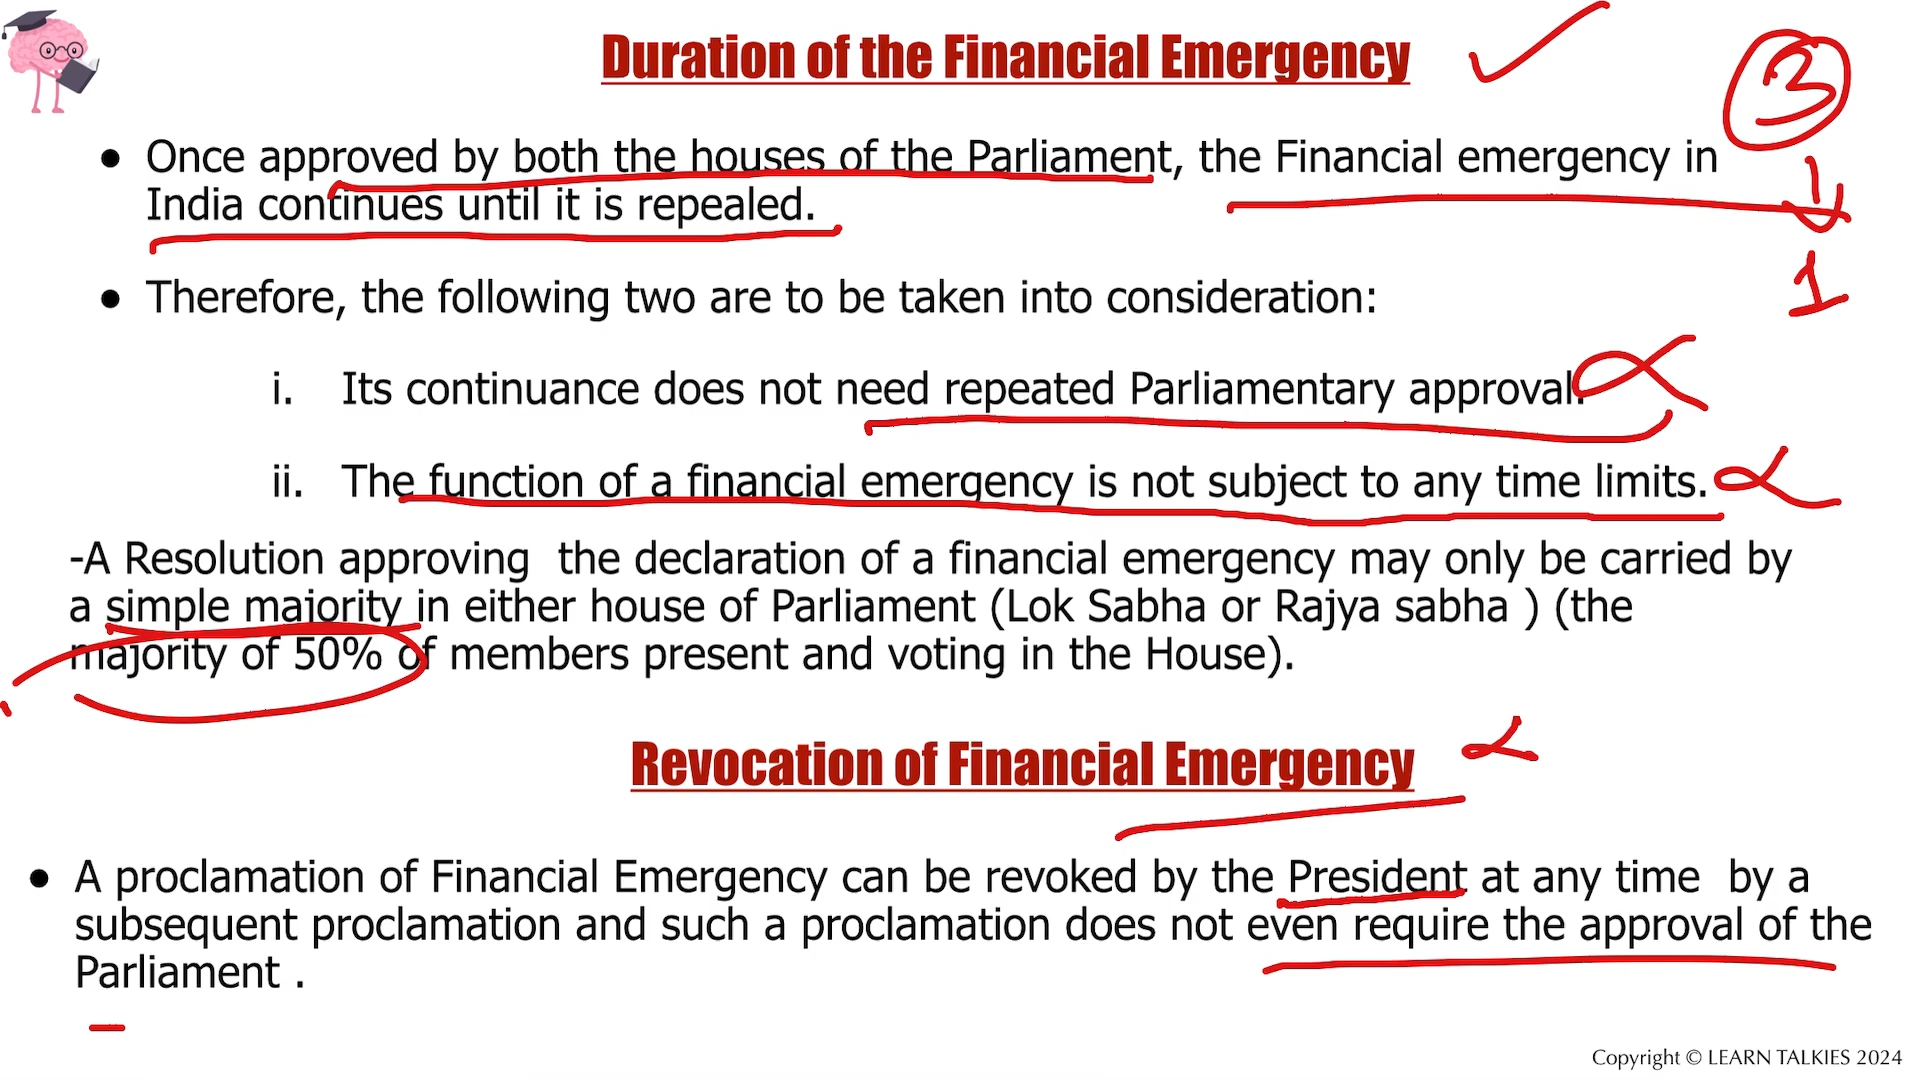 Duration of the Financial Emergency
3
• Once approved by both the houses of the Parliament, the Financial emergency in
India continues until it is repealed.
1
• Therefore, the following two are to be taken into consideration:
i. Its continuance does not need repeated Parliamentary approval.
ii. The function of a financial emergency is not subject to any time limits.
-A Resolution approving the declaration of a financial emergency may only be carried by
a simple majority in either house of Parliament (Lok Sabha or Rajya sabha ) (the
majority of 50% of members present and voting in the House).
Revocation of Financial Emergency
• A proclamation of Financial Emergency can be revoked by the President at any time by a
subsequent proclamation and such a proclamation does not even require the approval of the
Parliament .
Copyright © LEARN TALKIES 2024